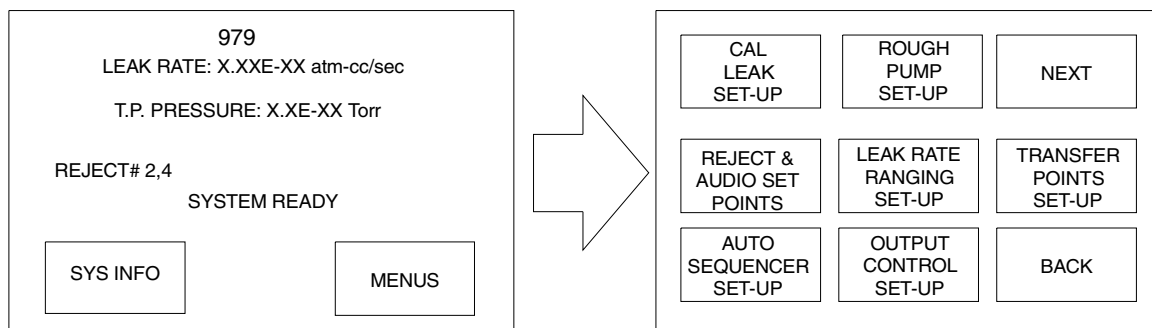 979
LEAK RATE: X.XXE-XX atm-cc/sec
T.P. PRESSURE: X.XE-XX Torr
REJECT# 2,4
SYSTEM READY
SYS INFO
MENUS
CAL
LEAK
SET-UP
ROUGH
PUMP
SET-UP
NEXT
REJECT &
AUDIO SET
POINTS
LEAK RATE
RANGING
SET-UP
TRANSFER
POINTS
SET-UP
AUTO
SEQUENCER
SET-UP
OUTPUT
CONTROL
SET-UP
BACK